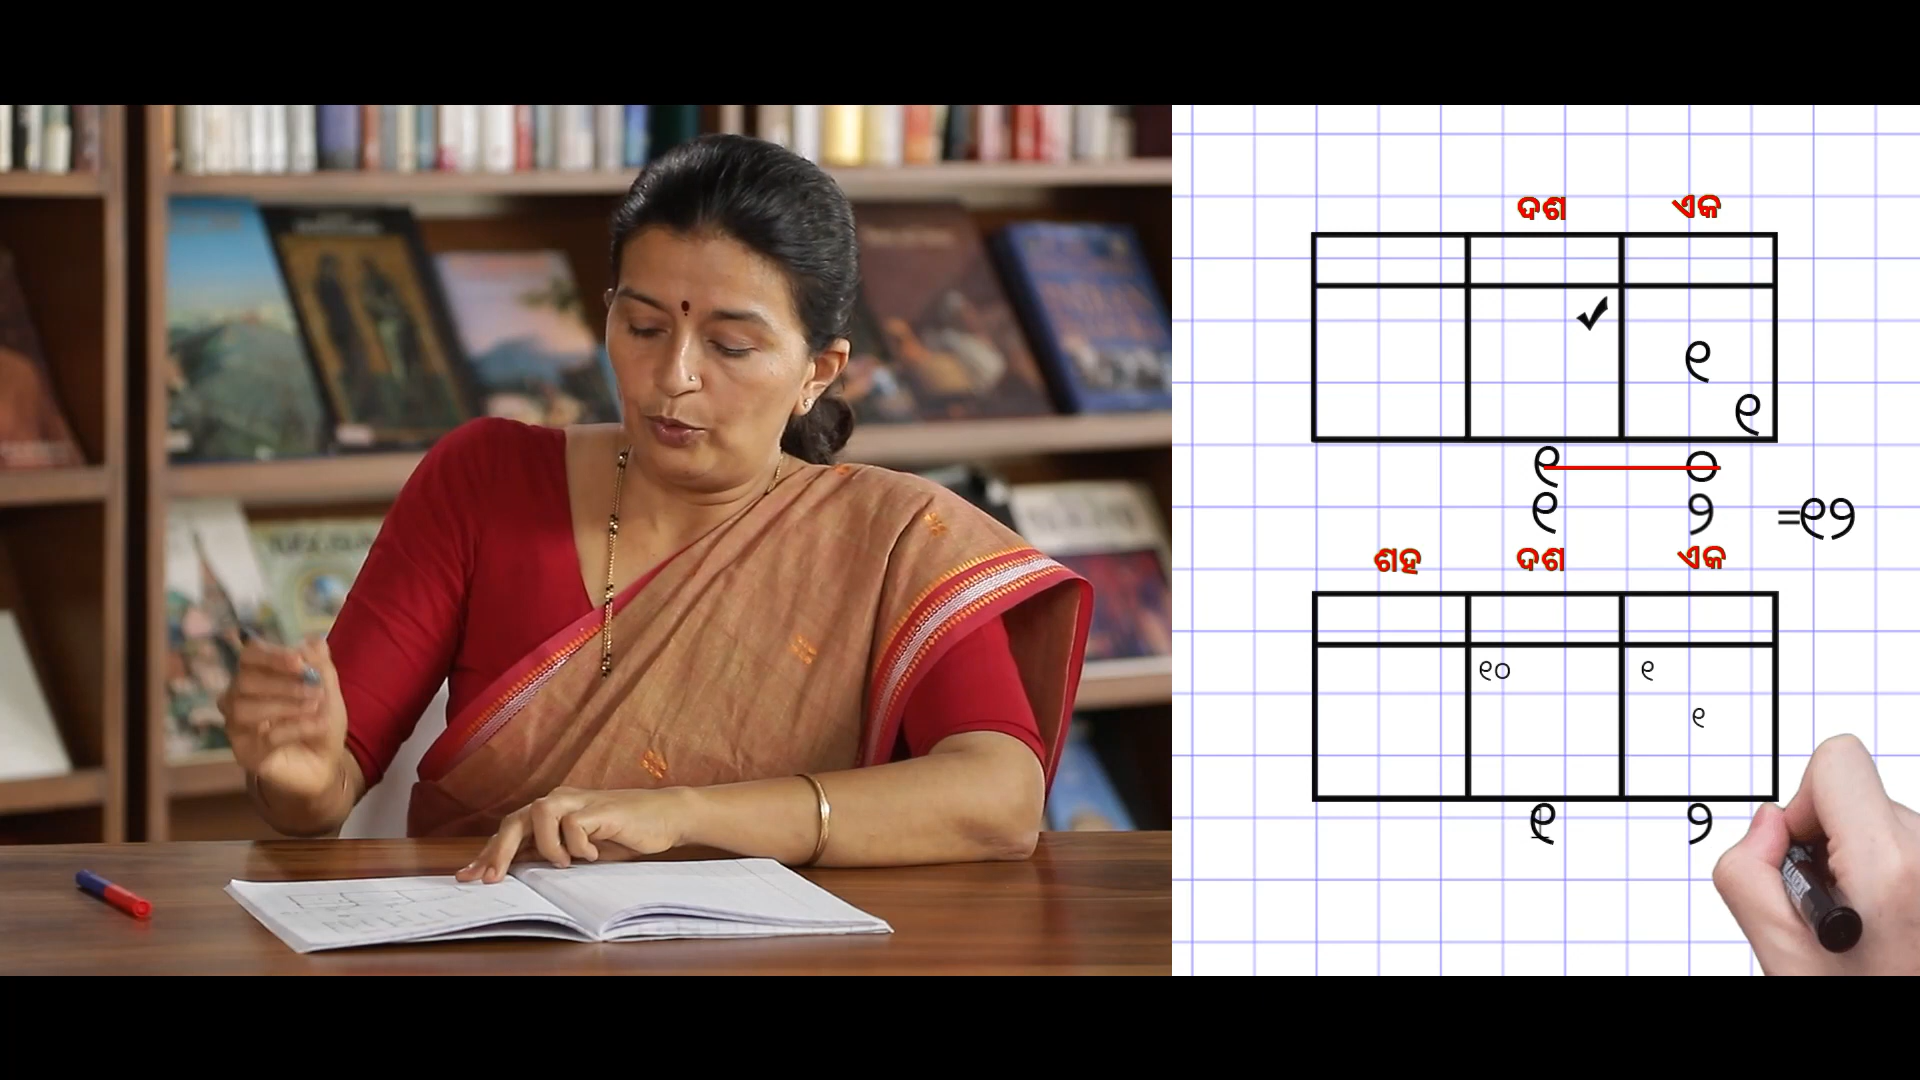 ଦଶ ଏକ
✓ ୧
୧
୧ ୦
୧ ୨ =୧୨
ଶହ ଦଶ ଏକ
୧୦ ୧
୧
୧ ୨